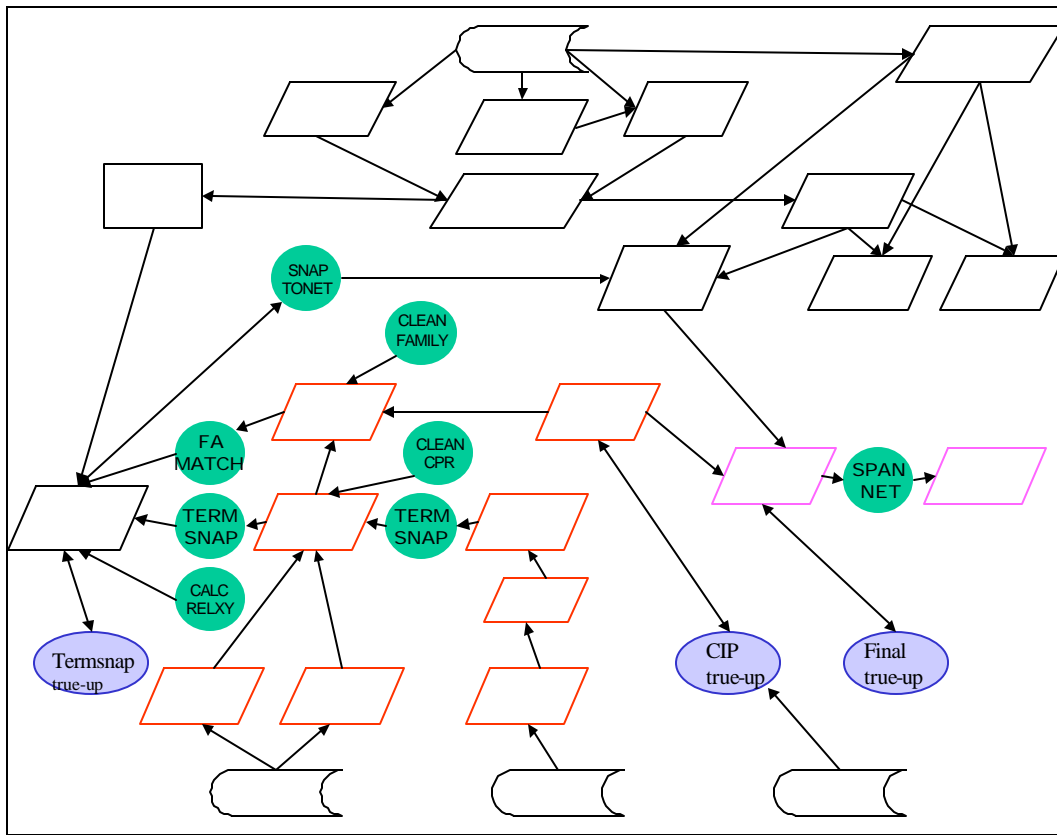 SNAP
TONET
CLEAN
FAMILY
FA
MATCH
CLEAN
CPR
SPAN
NET
TERM
SNAP
TERM
SNAP
CALC
RELXY
Termsnap
true-up
CIP
true-up
Final
true-up